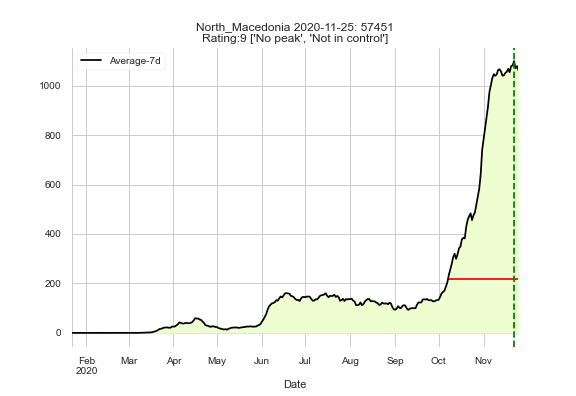 North_Macedonia 2020-11-25: 57451
Rating:9 ['No peak', 'Not in control']
Average-7d
1000
800
600
400
200
0
Feb Mar Apr May Jun Jul Aug Sep Oct Nov
2020
Date